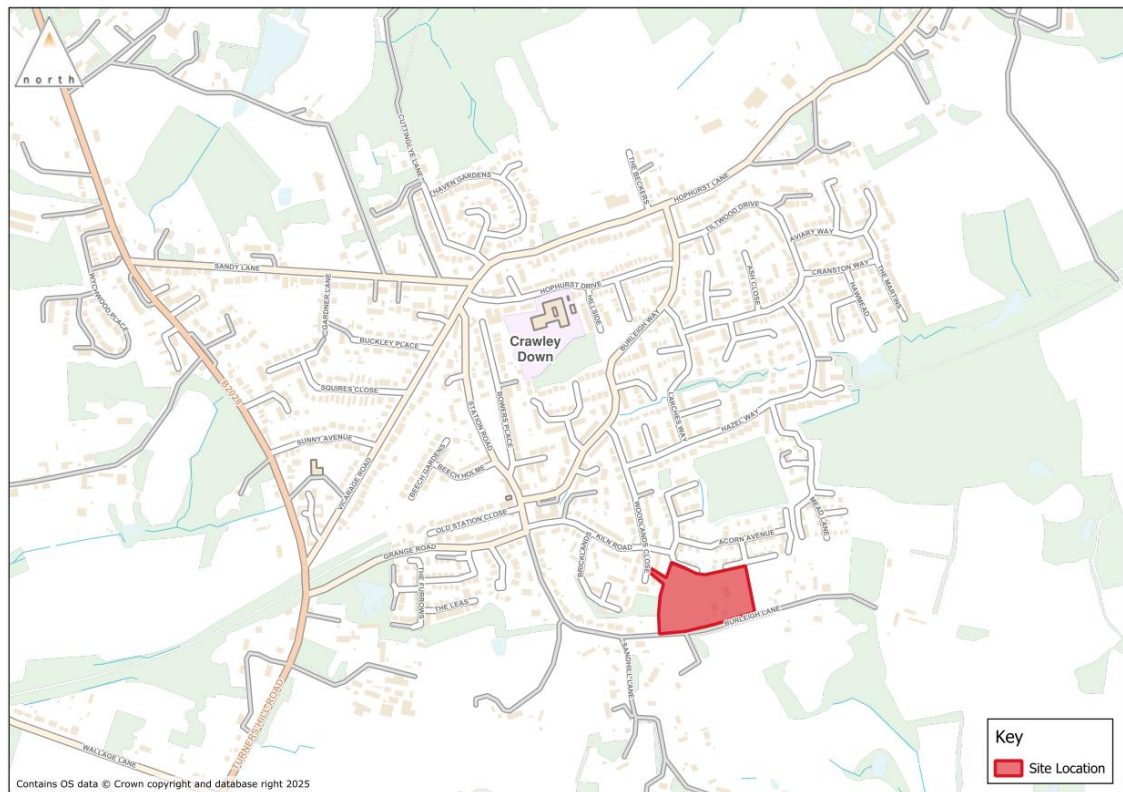 north
CUTTINGLYE LANE
HAVEN GARDENS
THE BECKERS
HOPHURST LANE
TILTWOOD DRIVE
AVIARY WAY
SANDY LANE
CRANSTON WAY
THE MARTINS
ASH CLOSE
HAWMEAD
WYCHWOOD PLACE
GARDNER LANE
HOPHURST DRIVE
HILLSIDE
Crawley
Down
BURLEIGH WAY
BUCKLEY PLACE
B2028
SQUIRES CLOSE
STATION ROAD
BOWERS PLACE
LARCHES WAY
HAZEL WAY
SUNNY AVENUE
VICARAGE ROAD
BEECH GARDENS
BEECH HOLME
WOODLANDS CLOSE
MEAD LANE
OLD STATION CLOSE
KILN ROAD
ACORN AVENUE
GRANGE ROAD
BRICKLANDS
THE FURROWS
THE LEAS
BURLEIGH LANE
SANDHILL LANE
TURNERS HILL ROAD
WALLAGE LANE
Key
Site Location
Contains OS data © Crown copyright and database right 2025